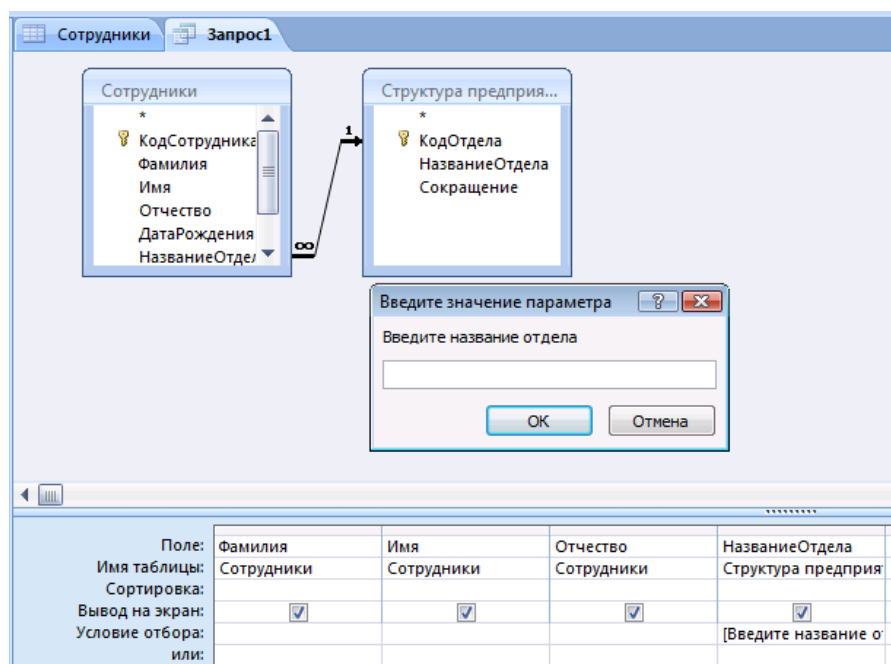 Сотрудники Запрос1
Сотрудники
*
КодСотрудника
Фамилия
Имя
Отчество
ДатаРождения
НазваниеОтдел
Структура предприя...
*
КодОтдела
НазваниеОтдела
Сокращение
1
∞
Введите значение параметра
Введите название отдела
ОК Отмена
Поле: Фамилия Имя Отчество НазваниеОтдела
Имя таблицы: Сотрудники Сотрудники Сотрудники Структура предприят
Сортировка:
Вывод на экран:
Условие отбора: [Введите название о
или: